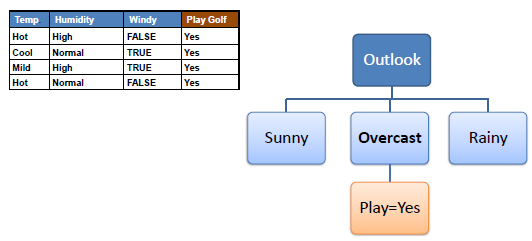 Temp Humidity Windy Play Golf
Hot High FALSE Yes
Cool Normal TRUE Yes
Mild High TRUE Yes
Hot Normal FALSE Yes
Outlook
Sunny Overcast Rainy
Play=Yes